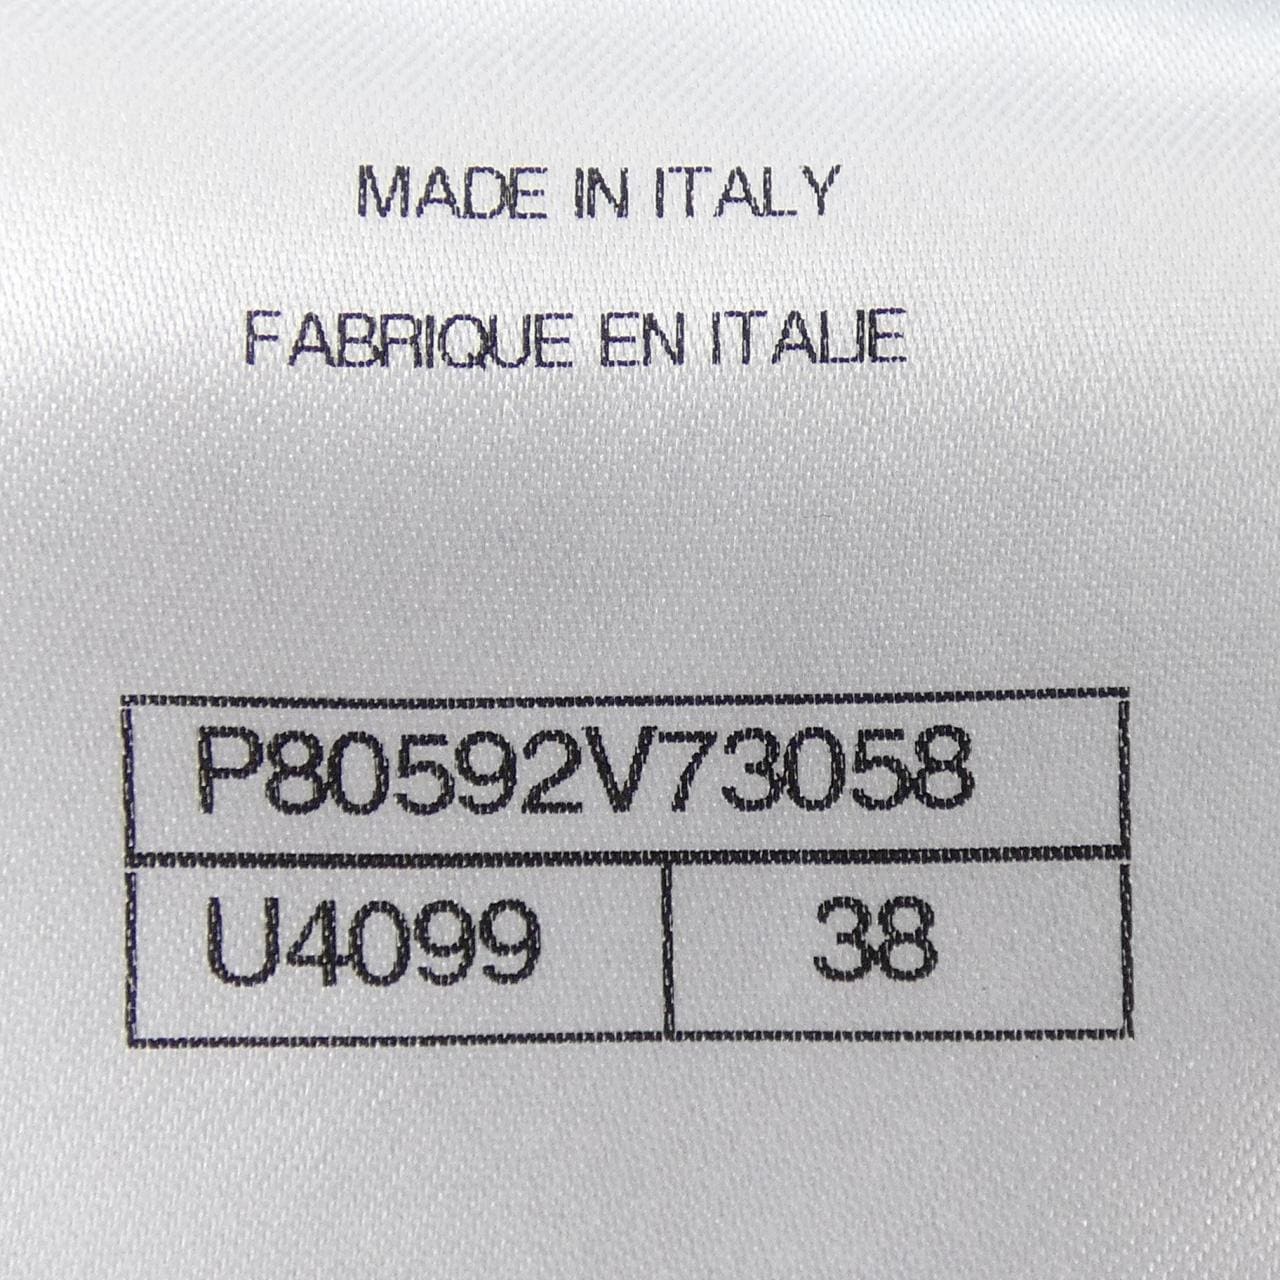 MADE IN ITALY
FABRIQUE EN ITALIE
P80592V73058
U4099 38